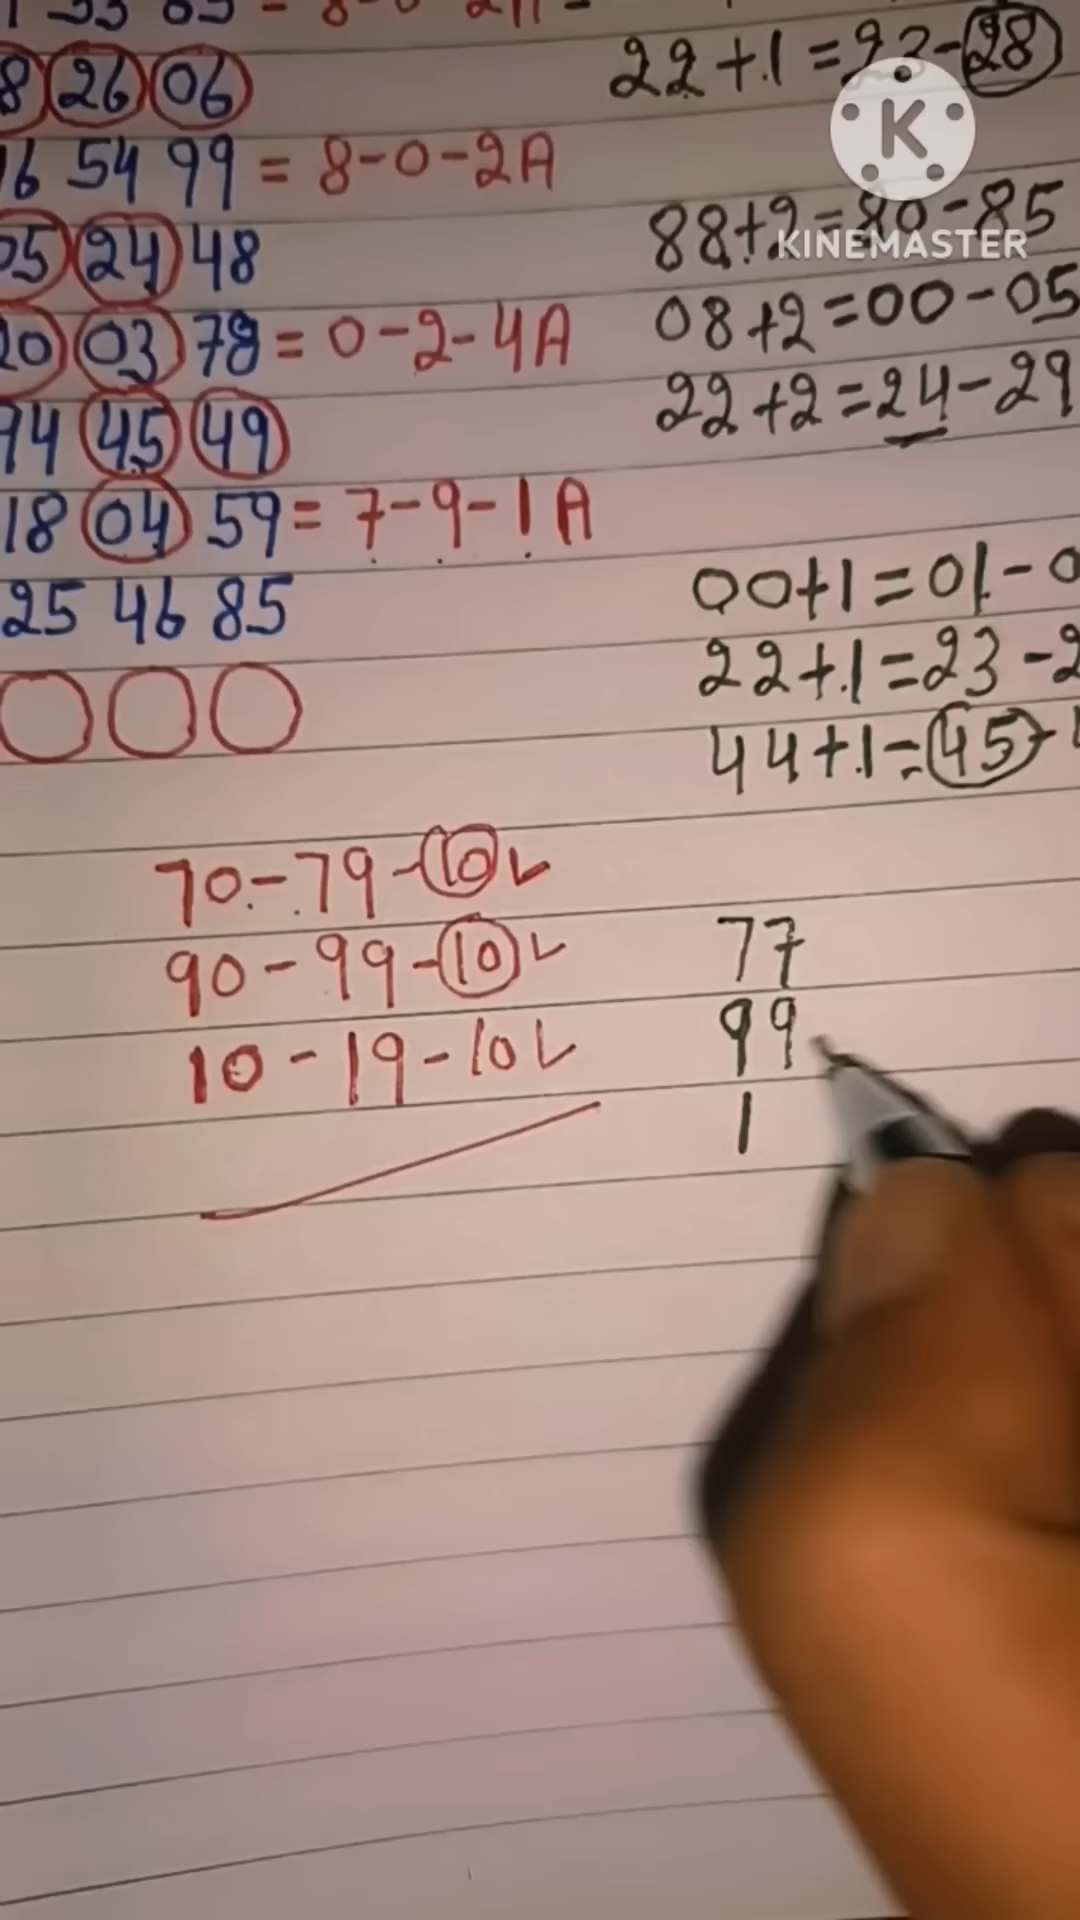 22+1=23-28
8 26 06
16 54 99 = 8-0-2A
K
KINEMASTER
88+2=80-85
05 24 48
08+2=00-05
20 03 78 = 0-2-4A
22+2=24-29
74 45 49
18 04 59 = 7-9-1A
00+1=01-0
25 46 85
22+1=23-2
44+1=45-
70-79-10✓
90-99-10✓
77
10-19-10✓
99
1